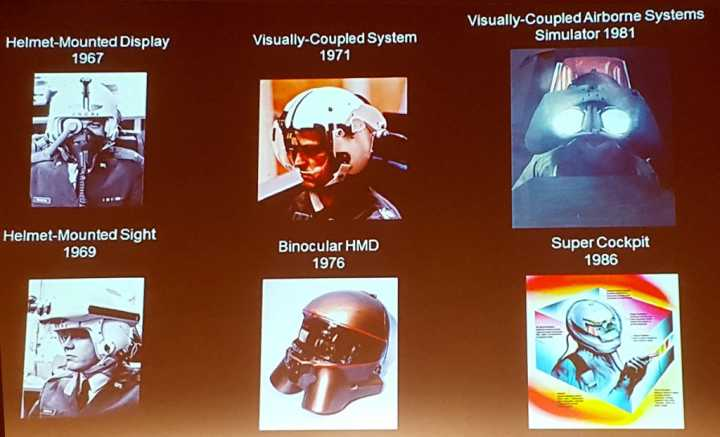 Helmet-Mounted Display
1967
Visually-Coupled System
1971
Visually-Coupled Airborne Systems
Simulator 1981
Helmet-Mounted Sight
1969
Binocular HMD
1976
Super Cockpit
1986